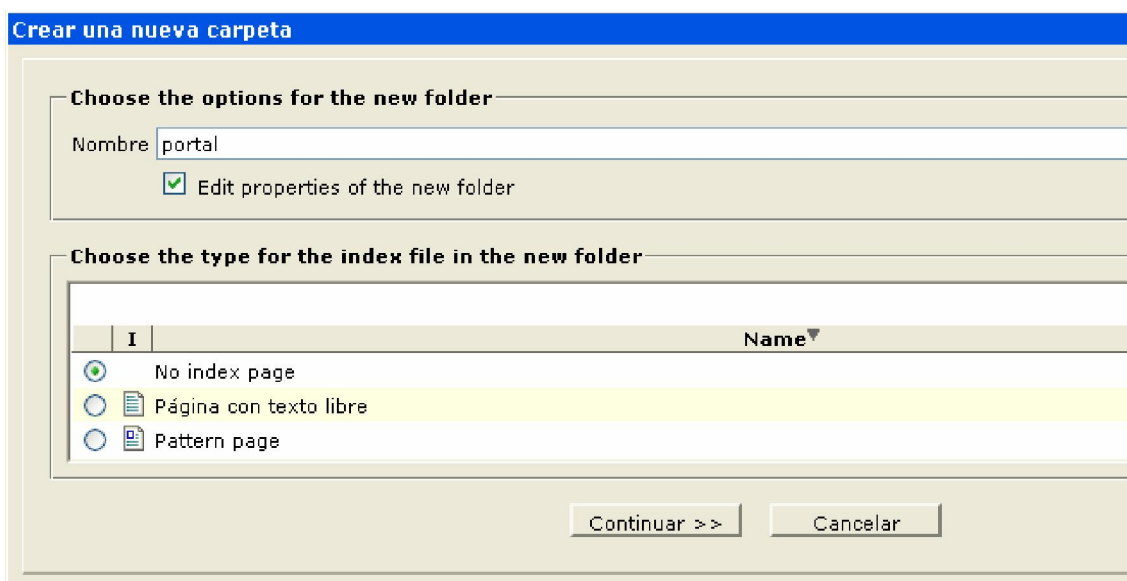 Crear una nueva carpeta
Choose the options for the new folder
Nombre portal
Edit properties of the new folder
Choose the type for the index file in the new folder
I Name
No index page
Página con texto libre
Pattern page
Continuar >> Cancelar